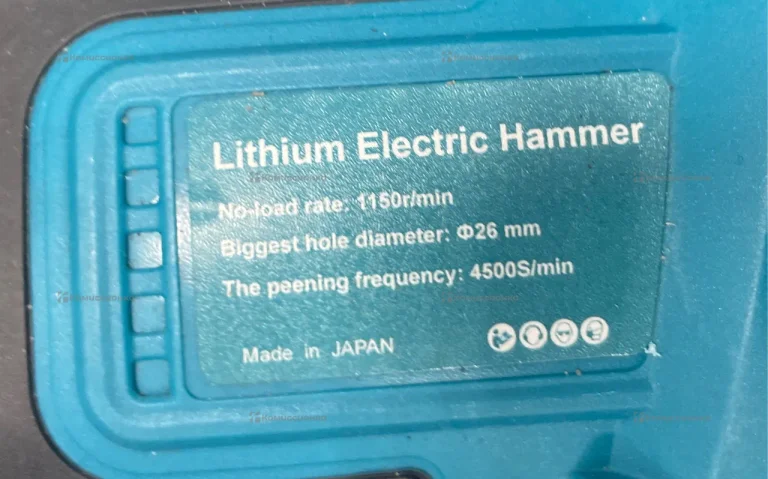 Lithium Electric Hammer
No-load rate: 1150r/min
Biggest hole diameter: Φ26 mm
The peening frequency: 4500S/min
Made in JAPAN